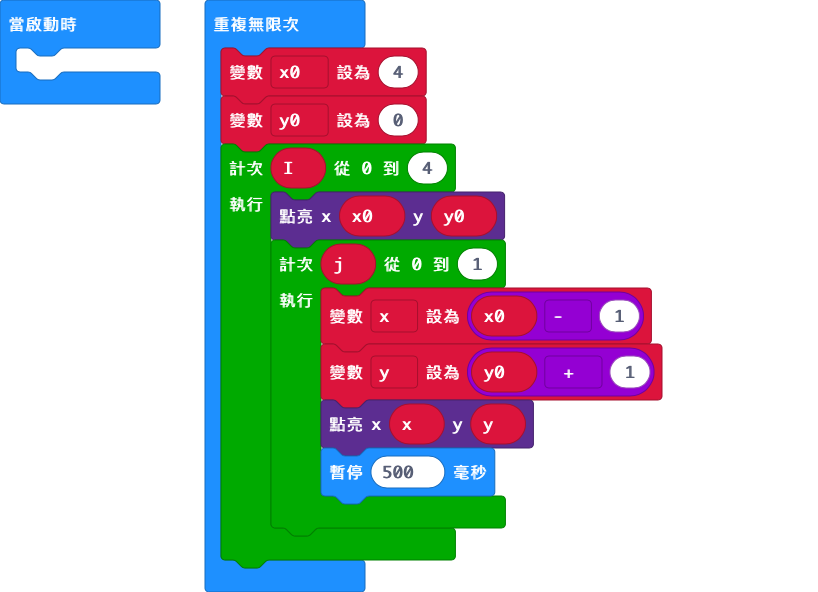 當啟動時
重複無限次
變數 x0 設為 4
變數 y0 設為 0
計次 I 從 0 到 4
執行
點亮 x x0 y y0
計次 j 從 0 到 1
執行
變數 x 設為 x0 - 1
變數 y 設為 y0 + 1
點亮 x x y y
暫停 500 毫秒